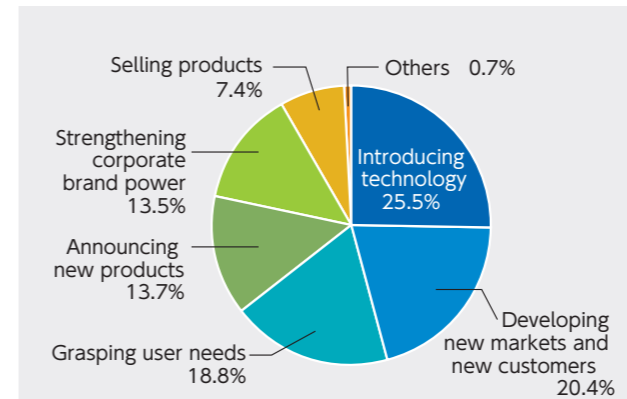 Selling products
7.4%
Others 0.7%
Strengthening
corporate
brand power
13.5%
Introducing
technology
25.5%
Announcing
new products
13.7%
Developing
new markets and
new customers
20.4%
Grasping user needs
18.8%